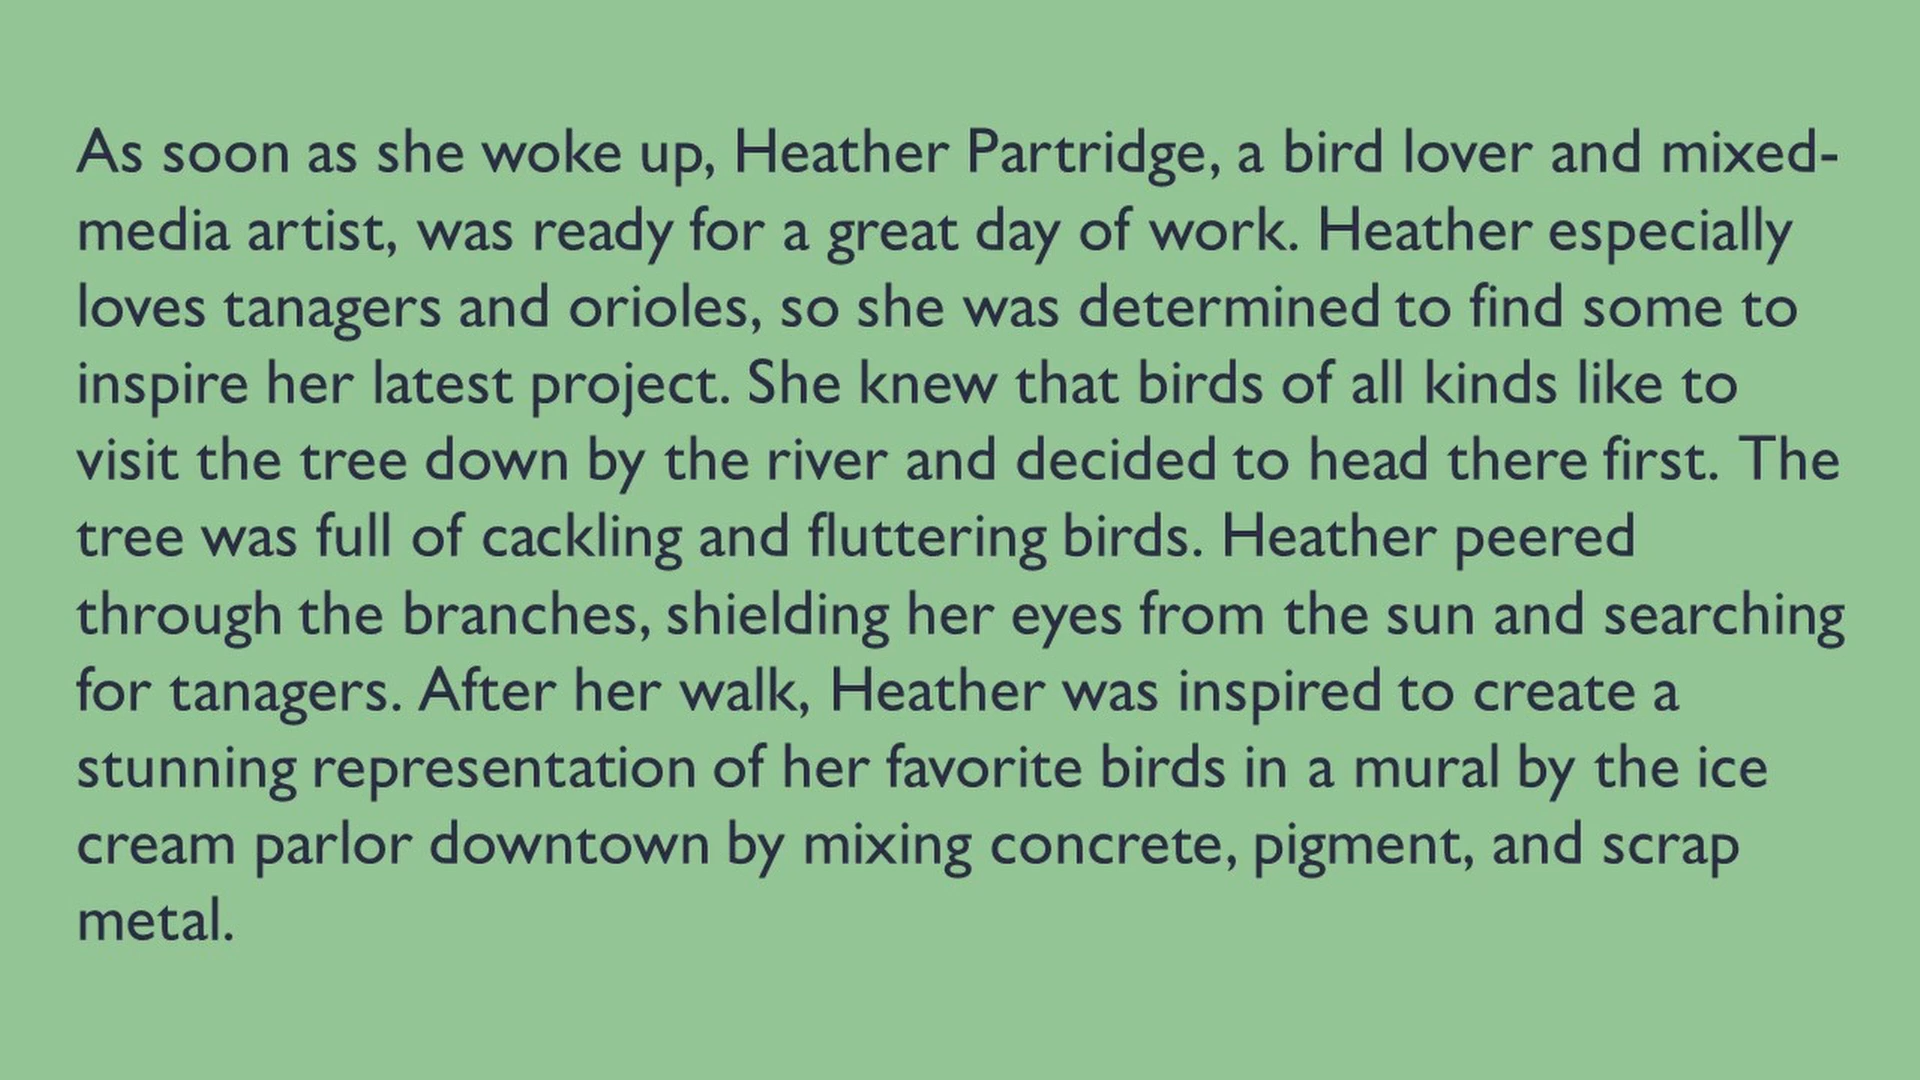 As soon as she woke up, Heather Partridge, a bird lover and mixed-
media artist, was ready for a great day of work. Heather especially
loves tanagers and orioles, so she was determined to find some to
inspire her latest project. She knew that birds of all kinds like to
visit the tree down by the river and decided to head there first. The
tree was full of cackling and fluttering birds. Heather peered
through the branches, shielding her eyes from the sun and searching
for tanagers. After her walk, Heather was inspired to create a
stunning representation of her favorite birds in a mural by the ice
cream parlor downtown by mixing concrete, pigment, and scrap
metal.